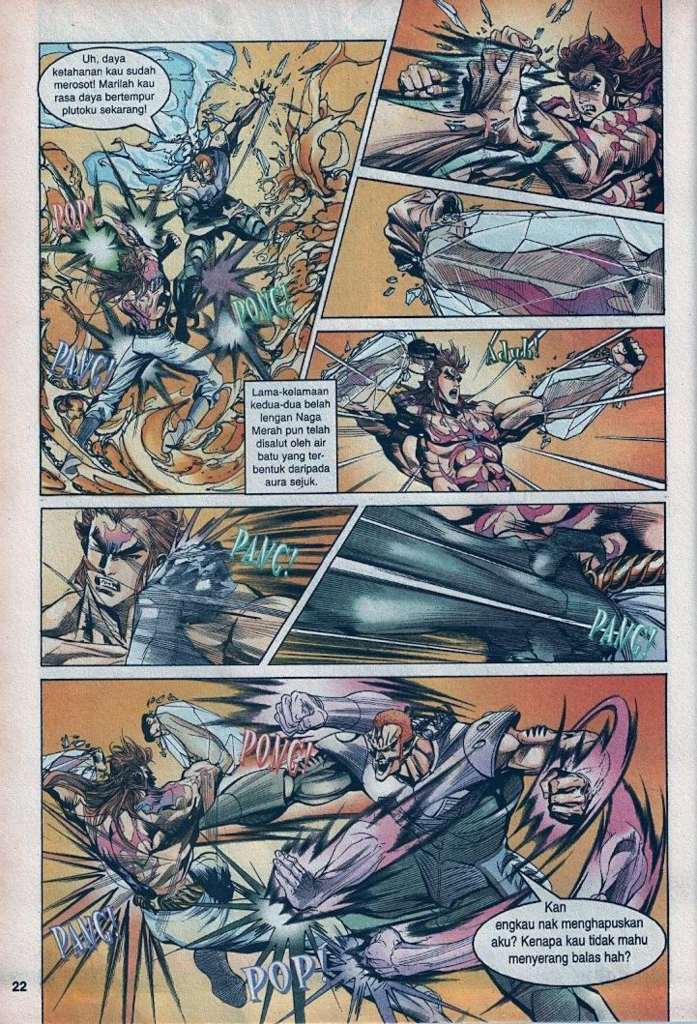 Uh, daya
ketahanan kau sudah
merosot! Marilah kau
rasa daya bertempur
plutoku sekarang!
POP!
PONG!
PANG!
Lama-kelamaan
kedua-dua belah
lengan Naga
Merah pun telah
disalut oleh air
batu yang ter-
bentuk daripada
aura sejuk.
Aduh!
PANG!
PANG!
PONG!
PANG!
POP!
Kan
engkau nak menghapuskan
aku? Kenapa kau tidak mahu
menyerang balas hah?
22